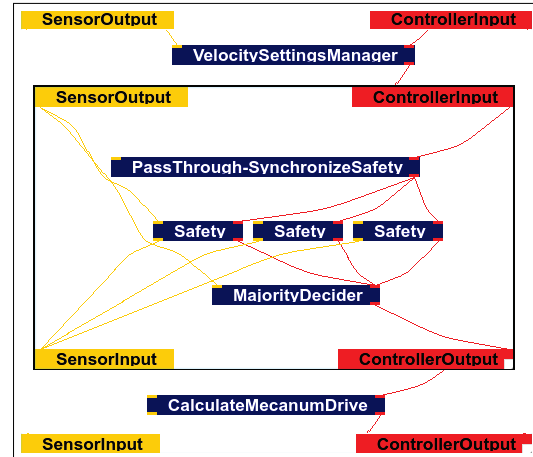 SensorOutput ControllerInput
VelocitySettingsManager
SensorOutput ControllerInput
PassThrough-SynchronizeSafety
Safety Safety Safety
MajorityDecider
SensorInput ControllerOutput
CalculateMecanumDrive
SensorInput ControllerOutput